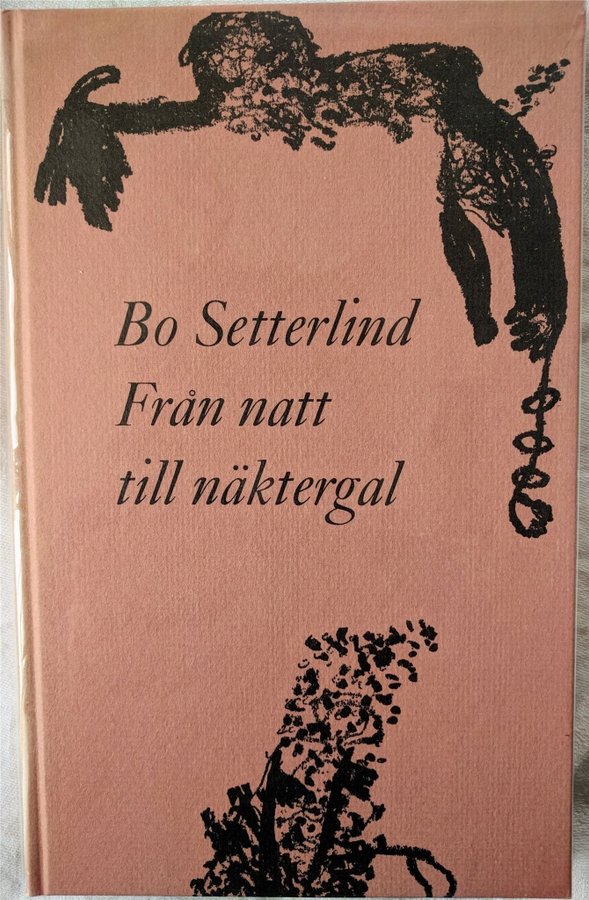 Bo Setterlind
Från natt
till näktergal